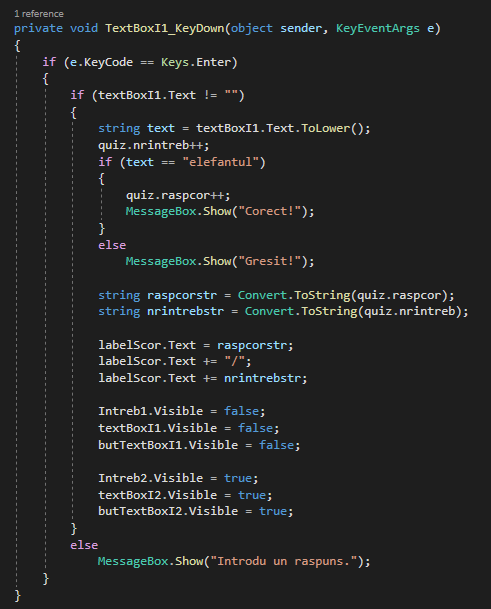 1 reference
private void TextBoxI1_KeyDown(object sender, KeyEventArgs e)
{
if (e.KeyCode == Keys.Enter)
{
if (textBoxI1.Text != "")
{
string text = textBoxI1.Text.ToLower();
quiz.nrintreb++;
if (text == "elefantul")
{
quiz.raspcor++;
MessageBox.Show("Corect!");
}
else
MessageBox.Show("Gresit!");
string raspcorstr = Convert.ToString(quiz.raspcor);
string nrintrebstr = Convert.ToString(quiz.nrintreb);
labelScor.Text = raspcorstr;
labelScor.Text += "/";
labelScor.Text += nrintrebstr;
Intreb1.Visible = false;
textBoxI1.Visible = false;
butTextBoxI1.Visible = false;
Intreb2.Visible = true;
textBoxI2.Visible = true;
butTextBoxI2.Visible = true;
}
else
MessageBox.Show("Introdu un raspuns.");
}
}